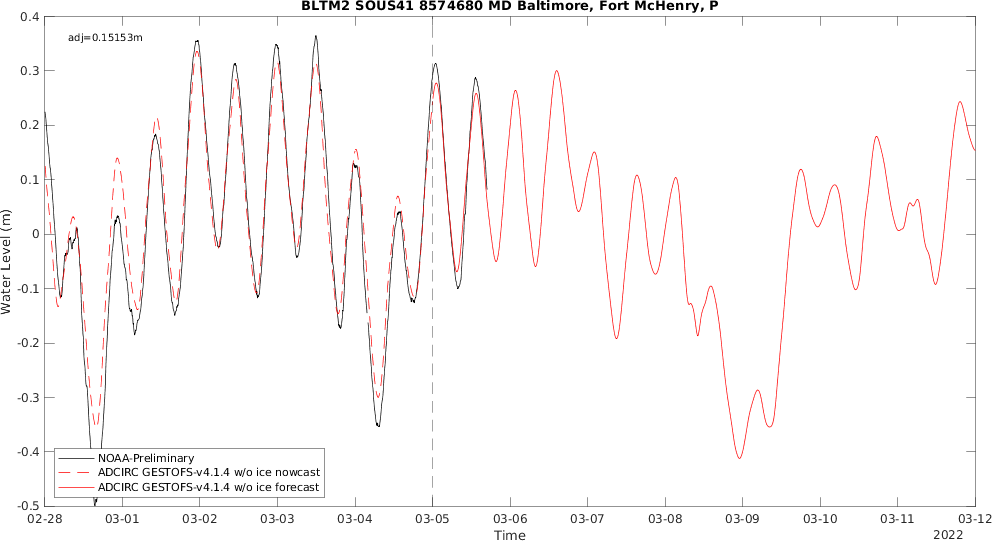 BLTM2 SOUS41 8574680 MD Baltimore, Fort McHenry, P
adj=0.15153m
0.4
0.3
0.2
0.1
0
-0.1
-0.2
-0.3
-0.4
-0.5
Water Level (m)
NOAA-Preliminary
ADCIRC GESTOFS-v4.1.4 w/o ice nowcast
ADCIRC GESTOFS-v4.1.4 w/o ice forecast
02-28 03-01 03-02 03-03 03-04 03-05 03-06 03-07 03-08 03-09 03-10 03-11 03-12
Time
2022